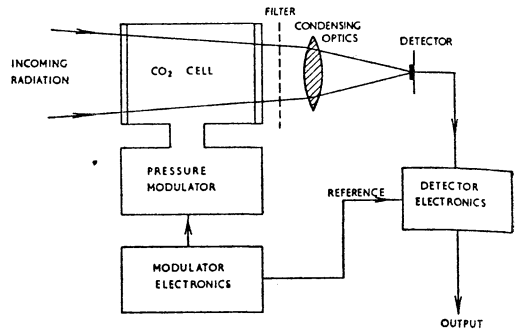 FILTER
CONDENSING
OPTICS
DETECTOR
INCOMING
RADIATION
CO2 CELL
PRESSURE
MODULATOR
REFERENCE
DETECTOR
ELECTRONICS
MODULATOR
ELECTRONICS
OUTPUT